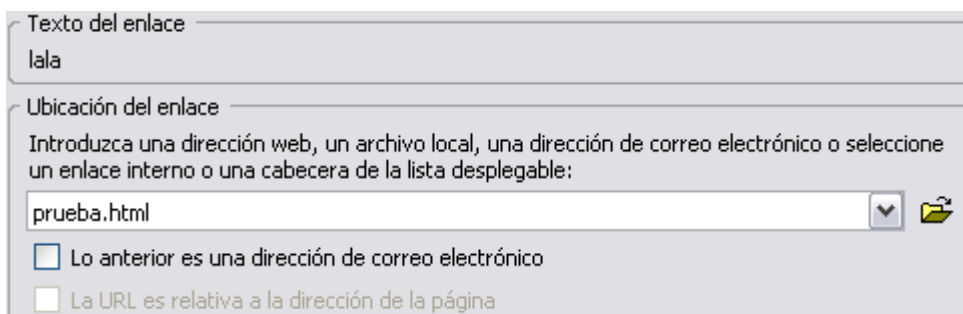 Texto del enlace
lala
Ubicación del enlace
Introduzca una dirección web, un archivo local, una dirección de correo electrónico o seleccione
un enlace interno o una cabecera de la lista desplegable:
prueba.html
Lo anterior es una dirección de correo electrónico
La URL es relativa a la dirección de la página